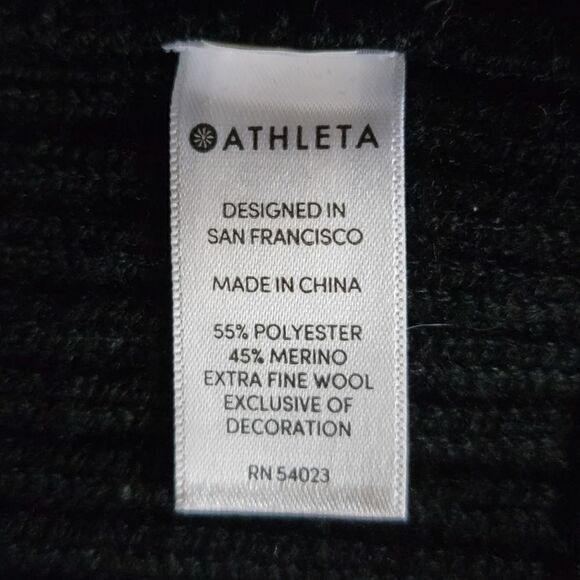 ATHLETA
DESIGNED IN
SAN FRANCISCO
MADE IN CHINA
55% POLYESTER
45% MERINO
EXTRA FINE WOOL
EXCLUSIVE OF
DECORATION
RN 54023